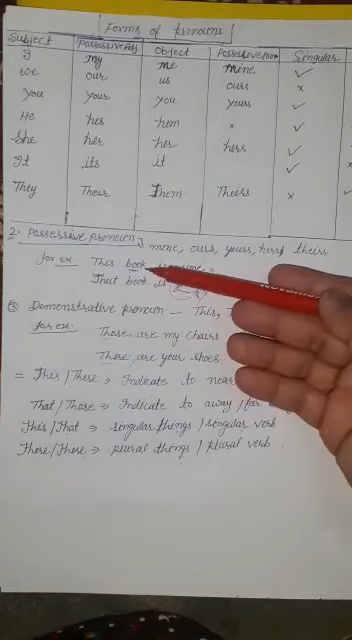 Forms of pronouns
Subject Possessive Adj Object Possessive Pron Singular
I my me mine ✓
We our us ours ×
You your you yours ✓
He his him × ✓
She her her hers ✓
It its it ✓
They Their Them Theirs ×
2. Possessive pronoun } mine, ours, yours, hers theirs
for ex. This book is mine.
That book is
③ Demonstrative pronoun – This,
for ex. Those are my chairs
These are your shoes.
= This / These ⇒ Indicate to near
That / Those ⇒ Indicate to away / far
This / That ⇒ singular things / singular verb
These / Those ⇒ plural things / plural verb.